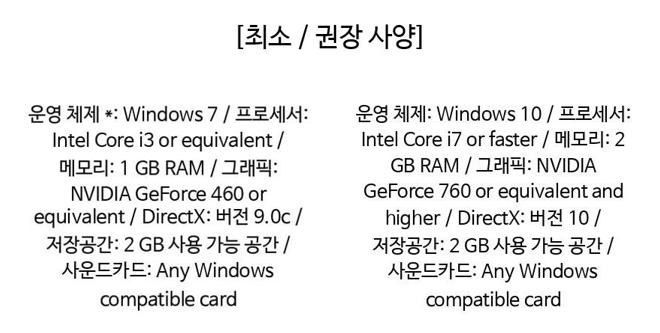 [최소 / 권장 사양]
운영 체제 *: Windows 7 / 프로세서:
Intel Core i3 or equivalent /
메모리: 1 GB RAM / 그래픽:
NVIDIA GeForce 460 or
equivalent / DirectX: 버전 9.0c /
저장공간: 2 GB 사용 가능 공간 /
사운드카드: Any Windows
compatible card
운영 체제: Windows 10 / 프로세서:
Intel Core i7 or faster / 메모리: 2
GB RAM / 그래픽: NVIDIA
GeForce 760 or equivalent and
higher / DirectX: 버전 10 /
저장공간: 2 GB 사용 가능 공간 /
사운드카드: Any Windows
compatible card